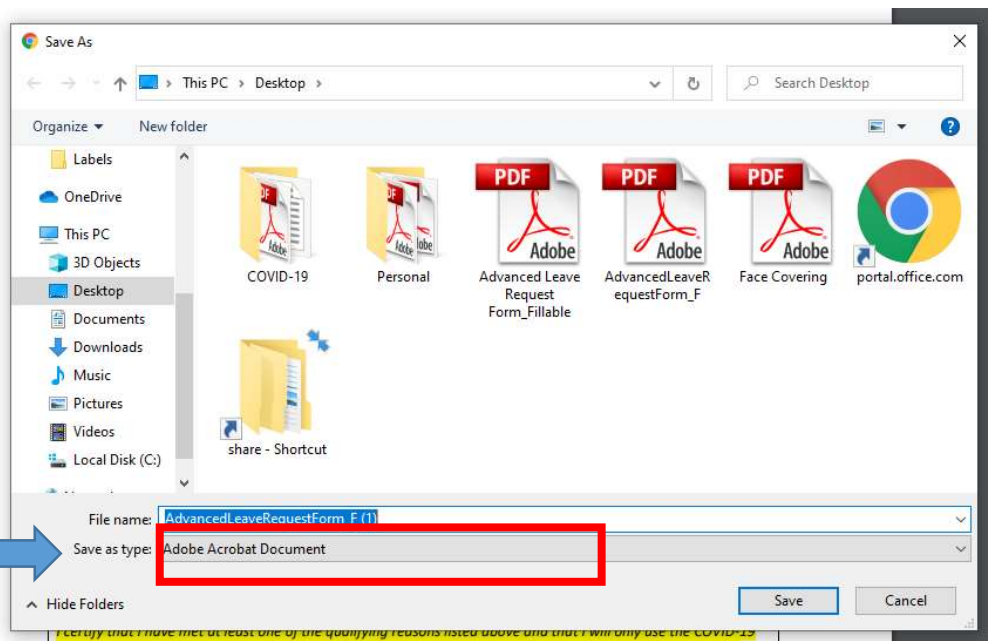 Save As
This PC > Desktop >
Search Desktop
Organize
New folder
Labels
OneDrive
This PC
3D Objects
Desktop
Documents
Downloads
Music
Pictures
Videos
Local Disk (C:)
COVID-19
Personal
PDF
Adobe
Advanced Leave
Request
Form_Fillable
PDF
Adobe
AdvancedLeaveR
equestForm_F
PDF
Adobe
Face Covering
portal.office.com
share - Shortcut
File name: AdvancedLeaveRequestForm_F (1)
Save as type: Adobe Acrobat Document
Hide Folders
Save
Cancel
I certify that I have met at least one of the qualifying reasons listed above and that I will only use the COVID-19